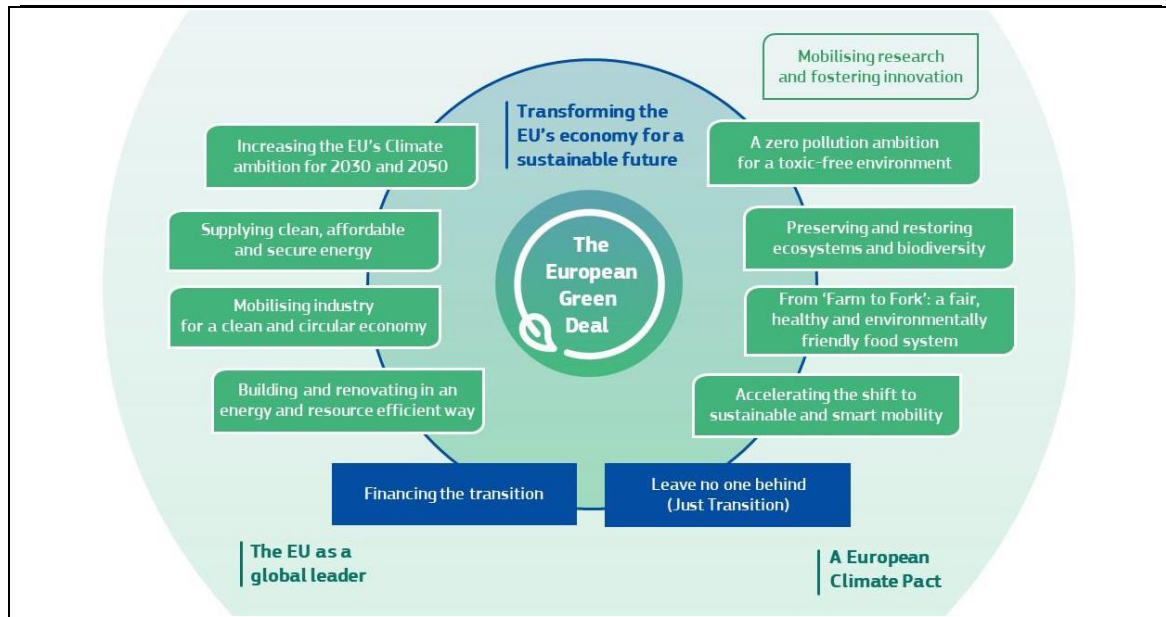 Mobilising research
and fostering innovation
Transforming the
EU's economy for a
sustainable future
Increasing the EU's Climate
ambition for 2030 and 2050
A zero pollution ambition
for a toxic-free environment
Supplying clean, affordable
and secure energy
Preserving and restoring
ecosystems and biodiversity
The
European
Green
Deal
Mobilising industry
for a clean and circular economy
From ‘Farm to Fork’: a fair,
healthy and environmentally
friendly food system
Building and renovating in an
energy and resource efficient way
Accelerating the shift to
sustainable and smart mobility
Financing the transition
Leave no one behind
(Just Transition)
The EU as a
global leader
A European
Climate Pact